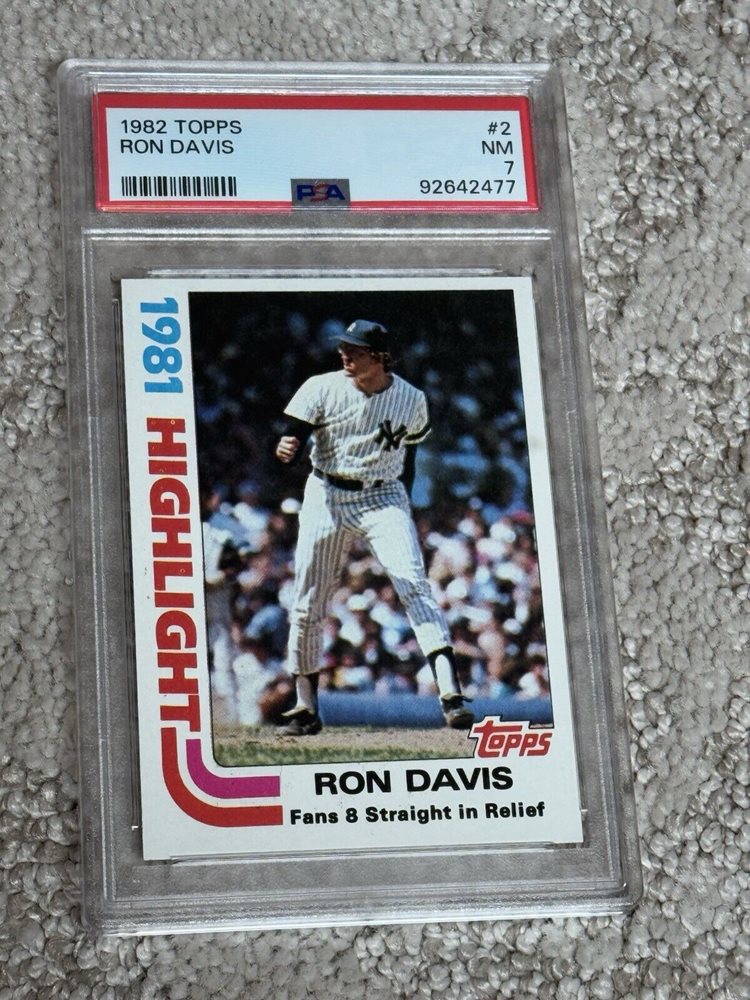 1982 TOPPS #2
RON DAVIS NM
7
PSA 92642477
1981 HIGHLIGHT
NY
topps
RON DAVIS
Fans 8 Straight in Relief